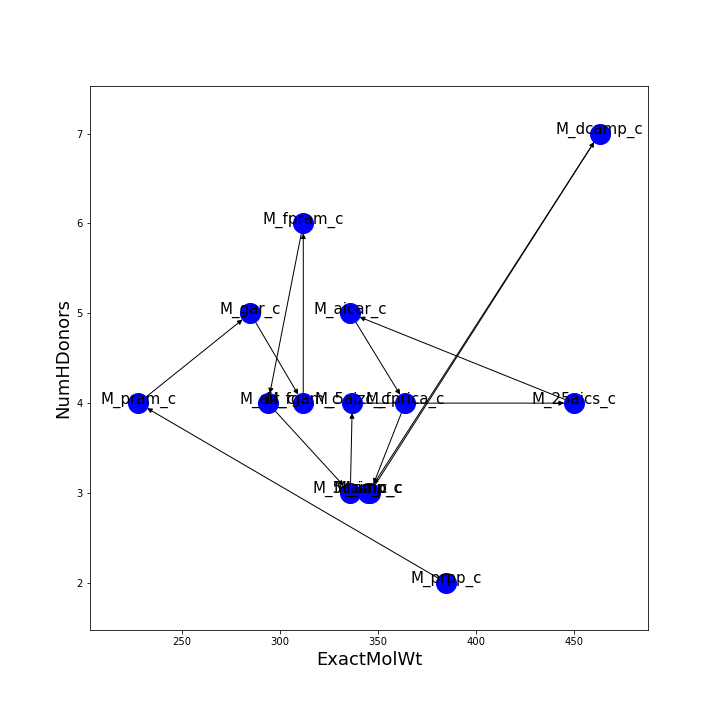 7
M_dcamp_c
6
M_fpram_c
5
M_gar_c
M_aicar_c
NumHDonors
4
M_pram_c
M_fprica_c
M_25aics_c
3
2
M_prpp_c
250
300
350
400
450
ExactMolWt